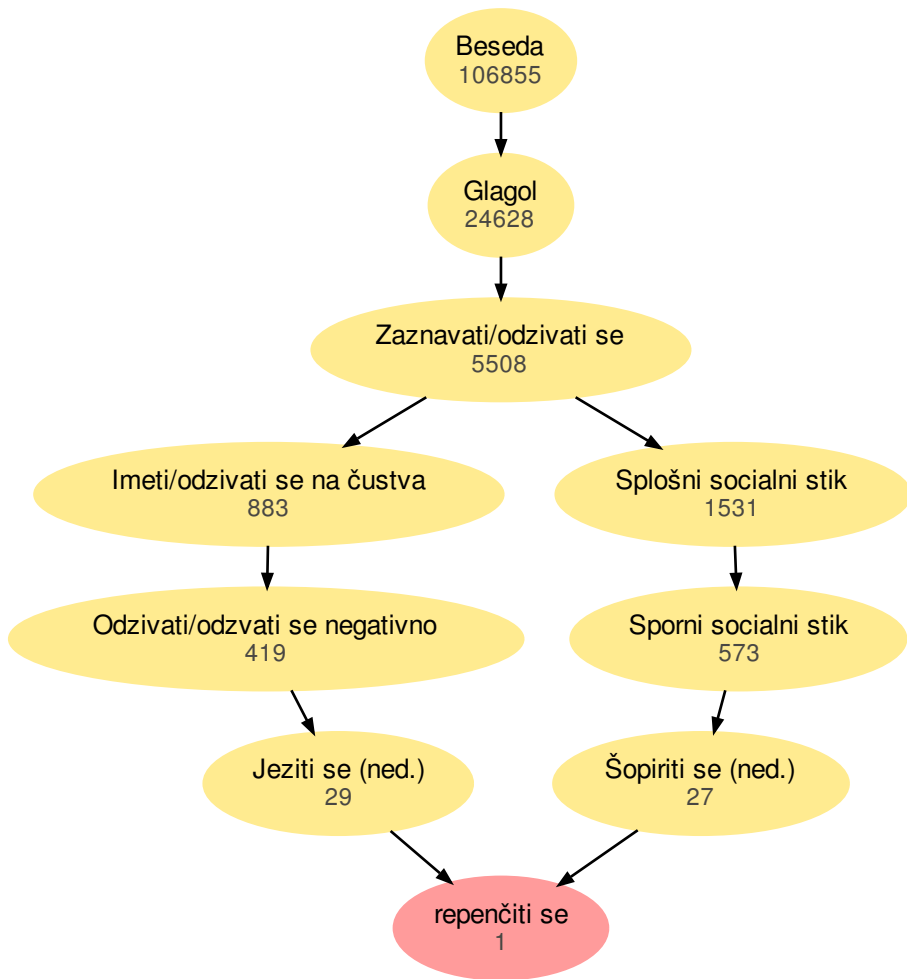 Beseda
106855
Glagol
24628
Zaznavati/odzivati se
5508
Imeti/odzivati se na čustva
883
Splošni socialni stik
1531
Odzivati/odzvati se negativno
419
Sporni socialni stik
573
Jeziti se (ned.)
29
Šopiriti se (ned.)
27
repenčiti se
1